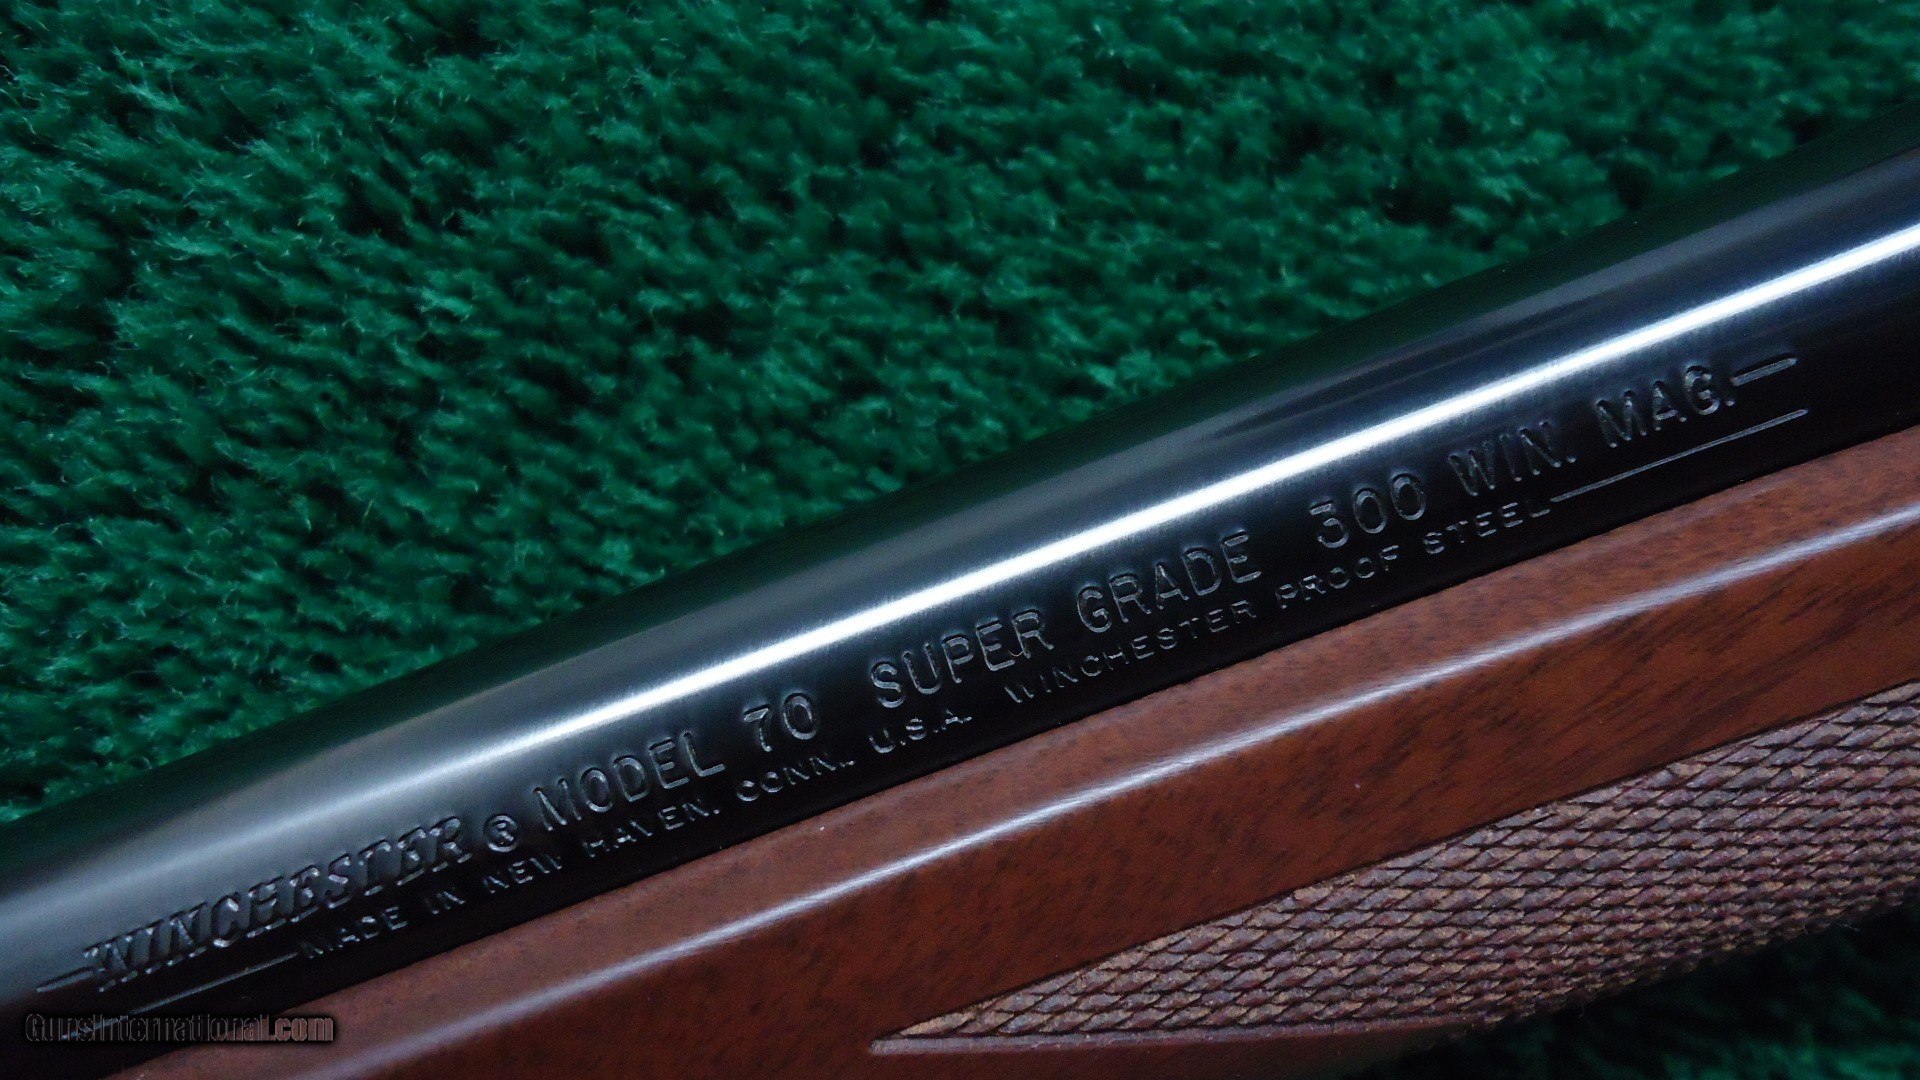 WINCHESTER ® MODEL 70 SUPER GRADE 300 WIN. MAG.
MADE IN NEW HAVEN, CONN., U.S.A. WINCHESTER PROOF STEEL
GunsInternational.com